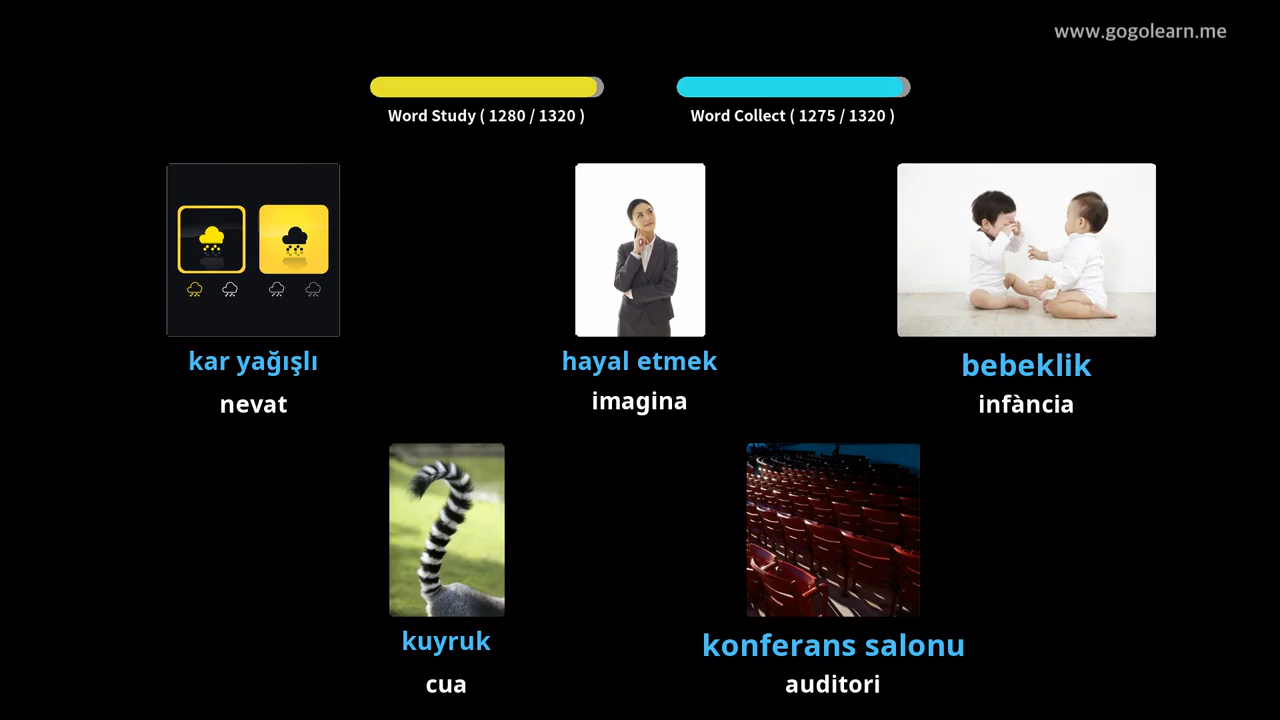 www.gogolearn.me
Word Study ( 1280 / 1320 )
Word Collect ( 1275 / 1320 )
kar yağışlı
nevat
hayal etmek
imagina
bebeklik
infància
kuyruk
cua
konferans salonu
auditori